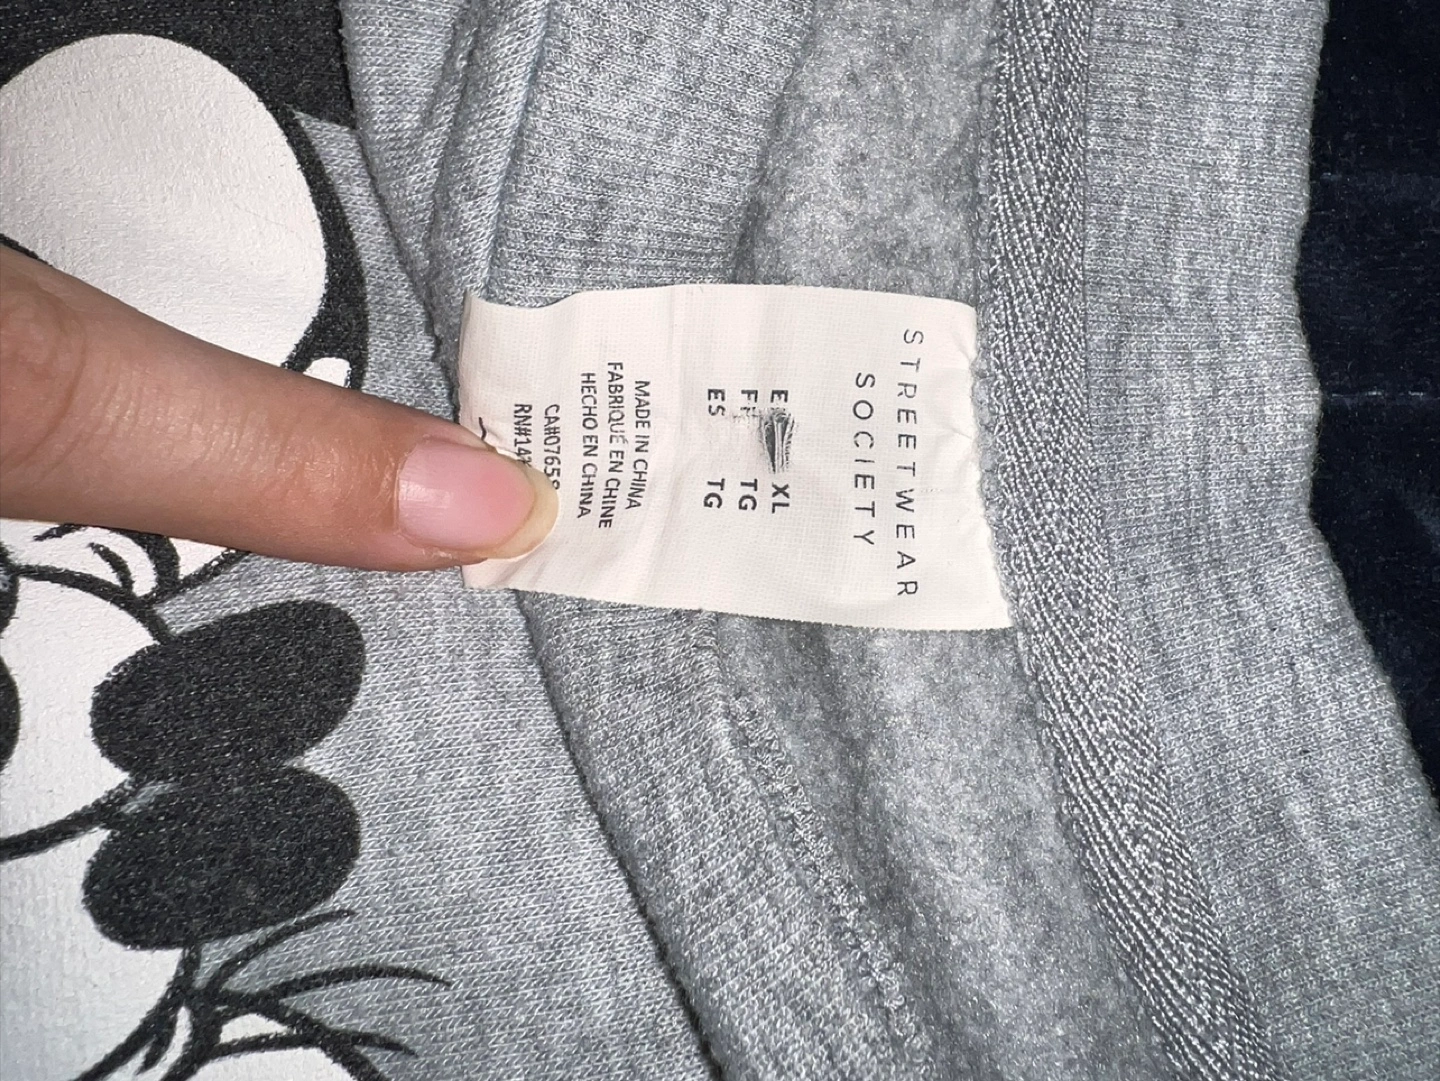 STREETWEAR
SOCIETY
XL
TG
ES TG
MADE IN CHINA
FABRIQUÉ EN CHINE
HECHO EN CHINA